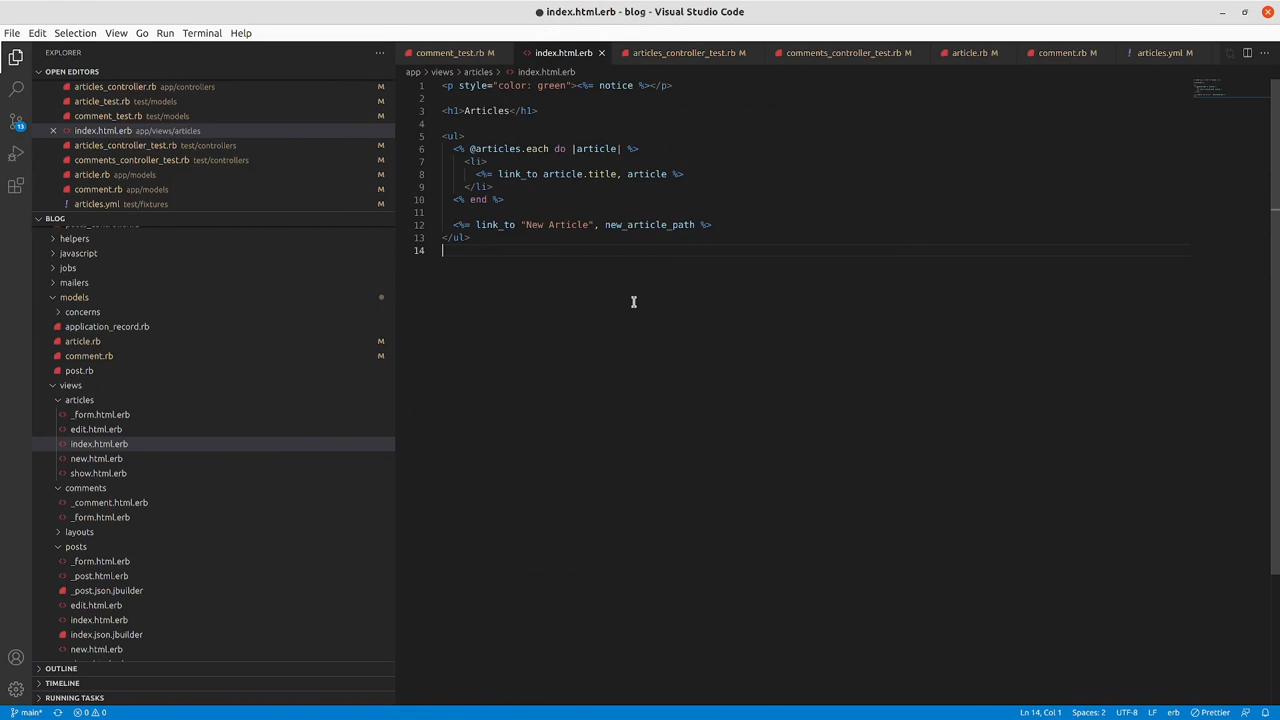 ● index.html.erb - blog - Visual Studio Code
File Edit Selection View Go Run Terminal Help
EXPLORER
OPEN EDITORS
articles_controller.rb app/controllers M
article_test.rb test/models M
comment_test.rb test/models M
index.html.erb app/views/articles
articles_controller_test.rb test/controllers M
comments_controller_test.rb test/controllers M
article.rb app/models M
comment.rb app/models M
articles.yml test/fixtures M
BLOG
helpers
javascript
jobs
mailers
models
concerns
application_record.rb
article.rb M
comment.rb M
post.rb
views
articles
_form.html.erb
edit.html.erb
index.html.erb
new.html.erb
show.html.erb
comments
_comment.html.erb
_form.html.erb
layouts
posts
_form.html.erb
_post.html.erb
_post.json.jbuilder
edit.html.erb
index.html.erb
index.json.jbuilder
new.html.erb
OUTLINE
TIMELINE
RUNNING TASKS
13
comment_test.rb M index.html.erb articles_controller_test.rb M comments_controller_test.rb M article.rb M comment.rb M articles.yml M
app > views > articles > index.html.erb
1 <p style="color: green"><%= notice %></p>
2
3 <h1>Articles</h1>
4
5 <ul>
6 <% @articles.each do |article| %>
7 <li>
8 <%= link_to article.title, article %>
9 </li>
10 <% end %>
11
12 <%= link_to "New Article", new_article_path %>
13 </ul>
14
main* 0 0 Ln 14, Col 1 Spaces: 2 UTF-8 LF erb Prettier